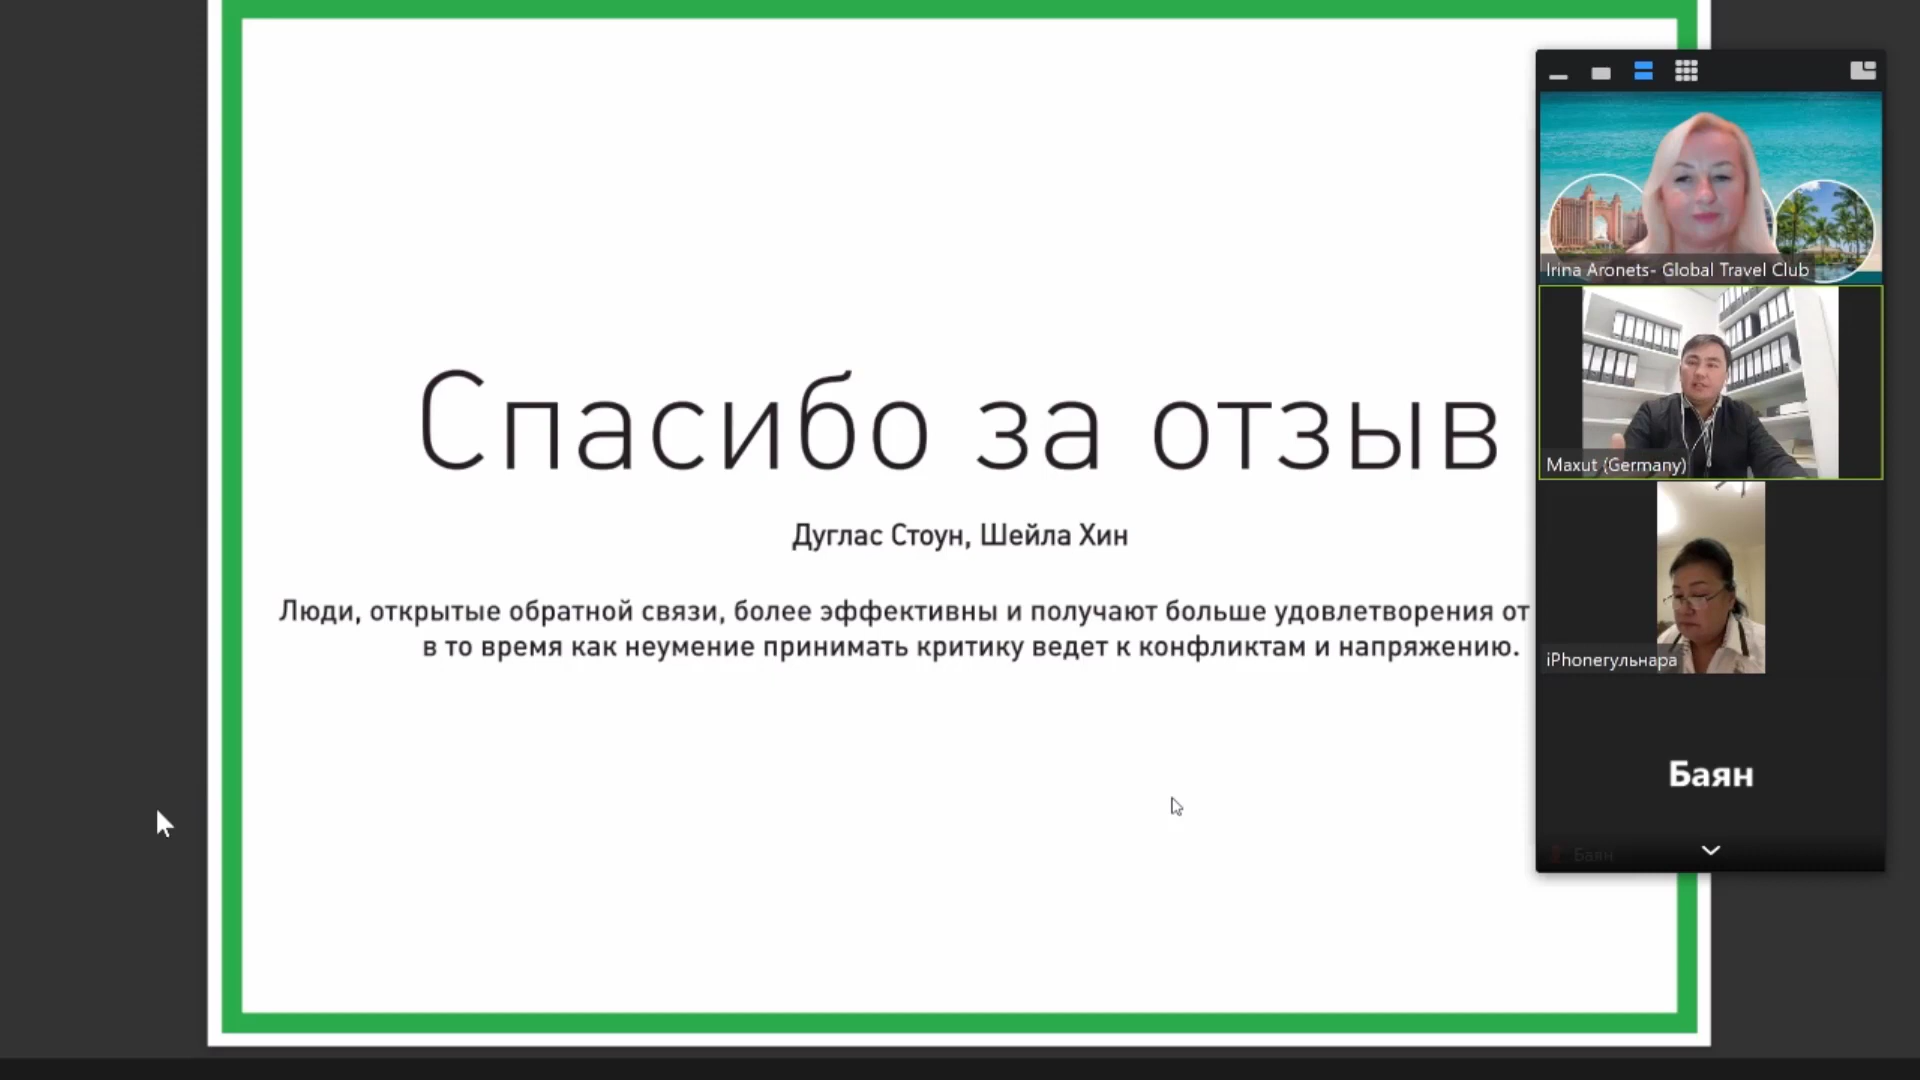 Спасибо за отзыв
Дуглас Стоун, Шейла Хин
Люди, открытые обратной связи, более эффективны и получают больше удовлетворения от
в то время как неумение принимать критику ведет к конфликтам и напряжению.
Irina Aronets- Global Travel Club
Maxut (Germany)
iPhoneгульнара
Баян
Баян